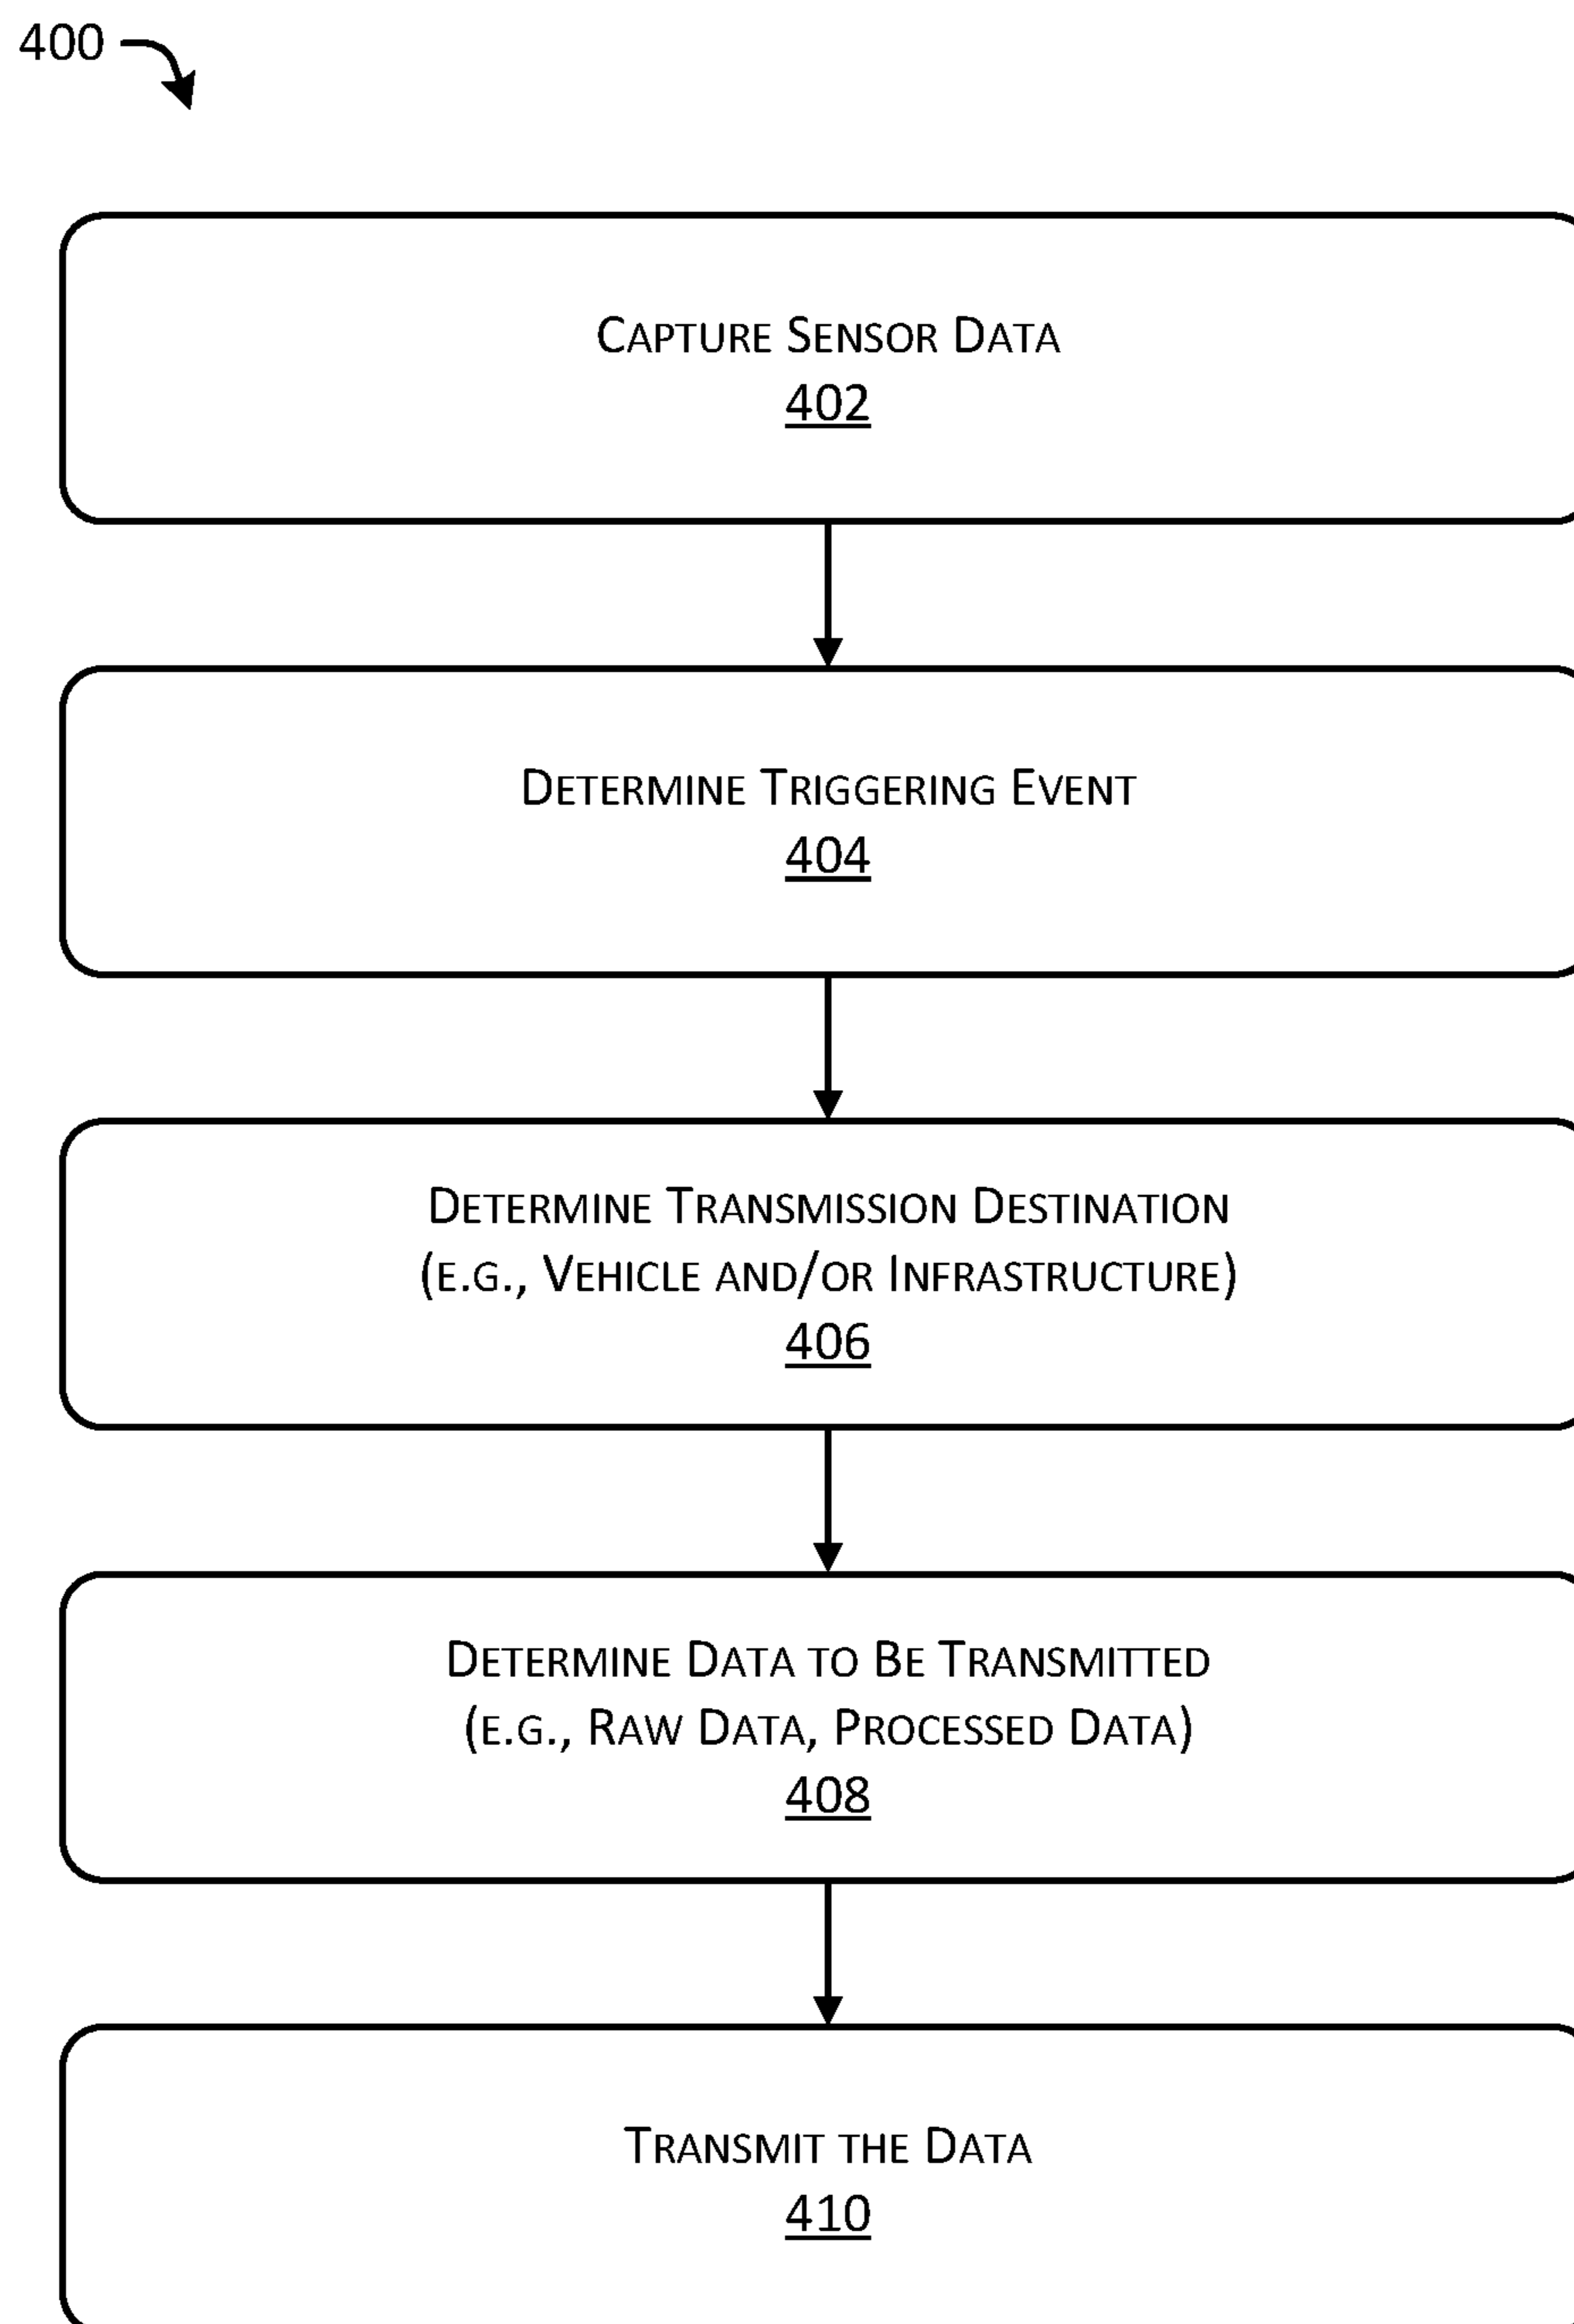 400
Capture Sensor Data
402
Determine Triggering Event
404
Determine Transmission Destination
(e.g., Vehicle and/or Infrastructure)
406
Determine Data to Be Transmitted
(e.g., Raw Data, Processed Data)
408
Transmit the Data
410